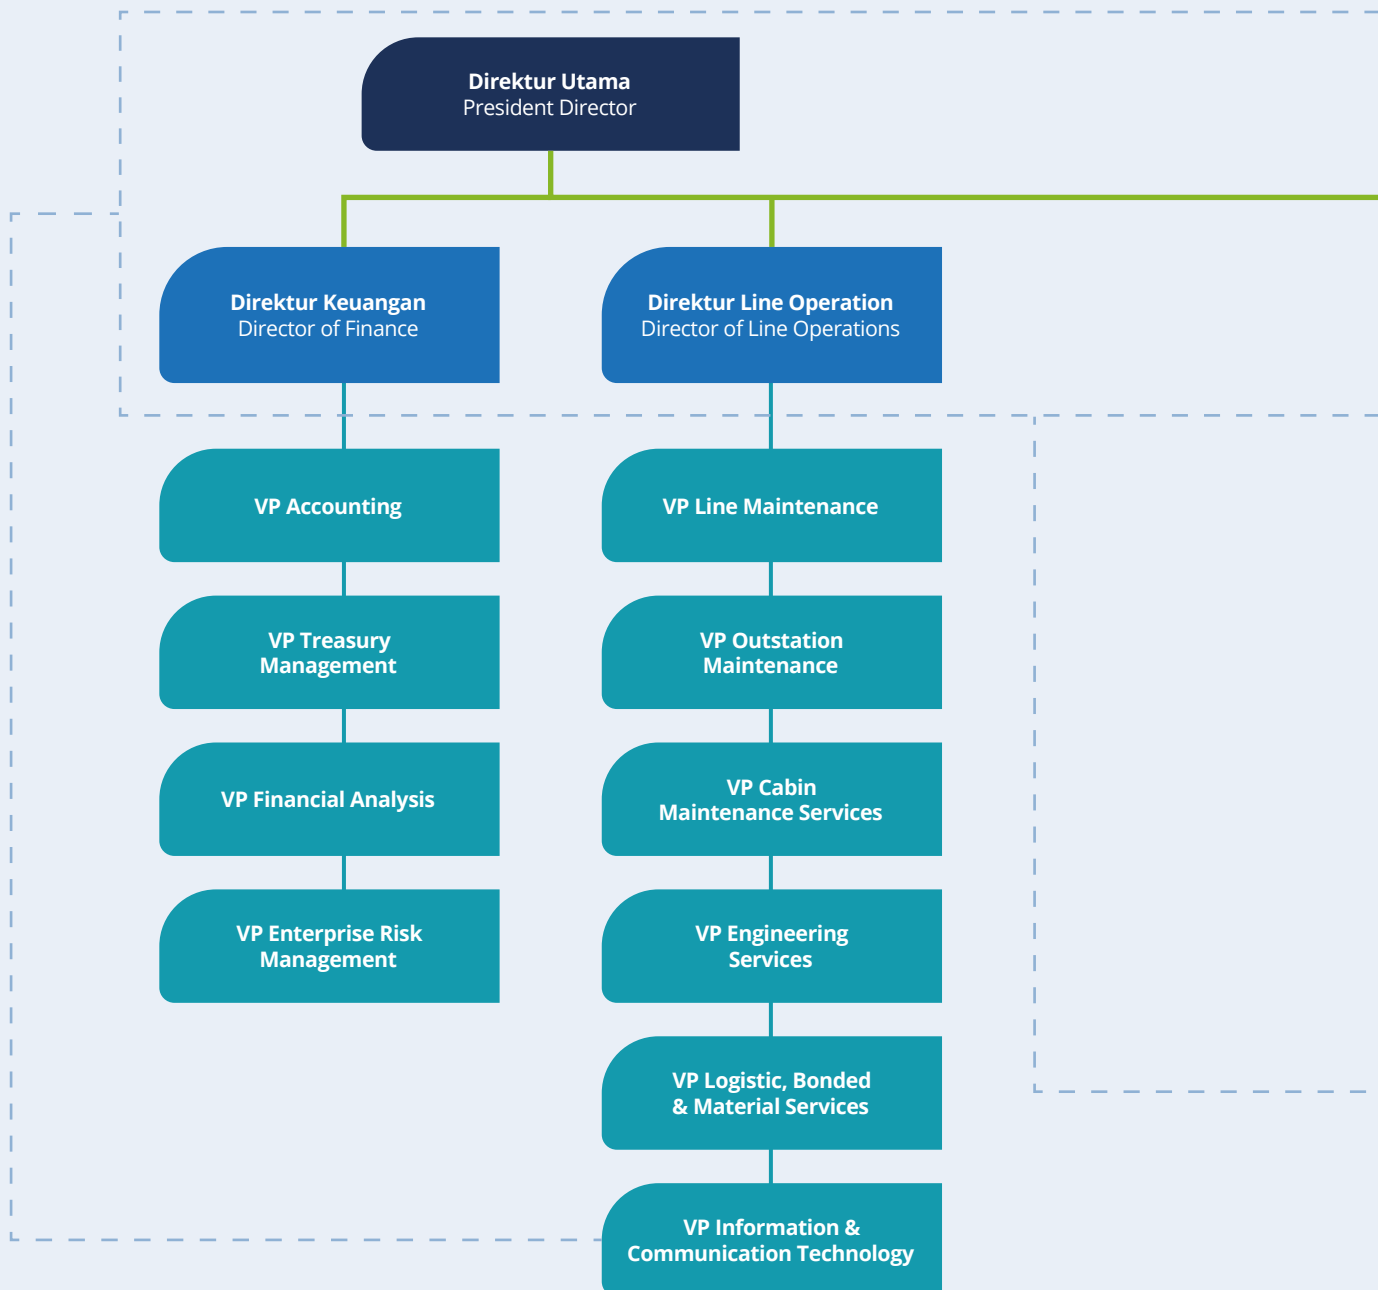 Direktur Utama
President Director
Direktur Keuangan
Director of Finance
Direktur Line Operation
Director of Line Operations
VP Accounting
VP Treasury
Management
VP Financial Analysis
VP Enterprise Risk
Management
VP Line Maintenance
VP Outstation
Maintenance
VP Cabin
Maintenance Services
VP Engineering
Services
VP Logistic, Bonded
& Material Services
VP Information &
Communication Technology